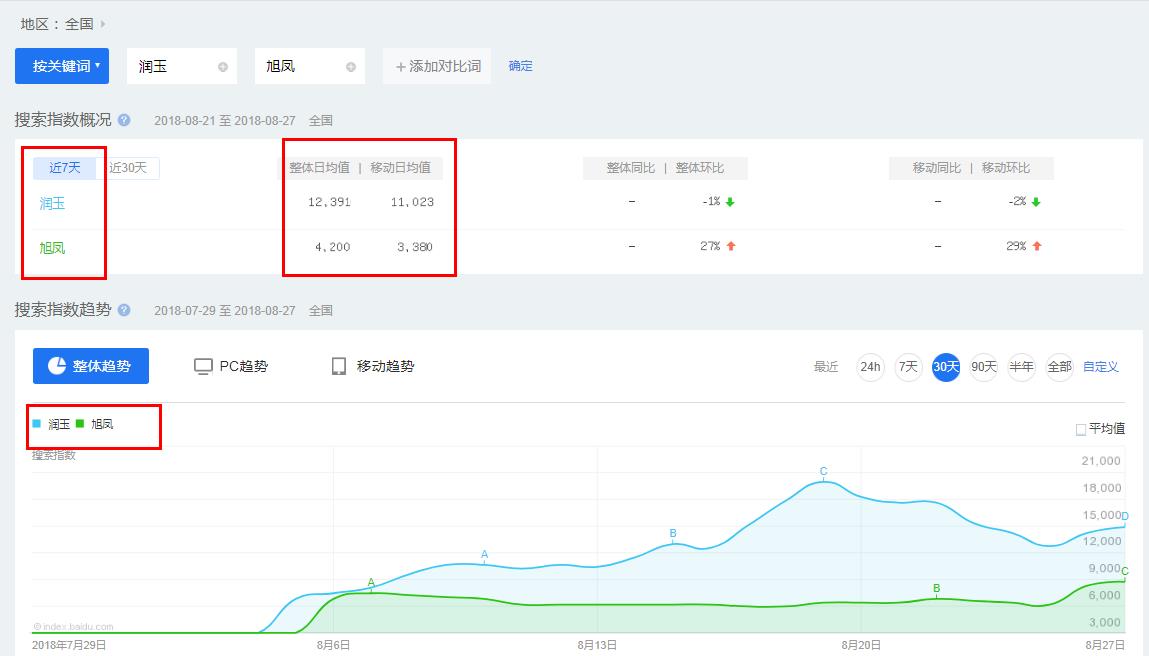 地区： 全国
按关键词 润玉 旭凤 +添加对比词 确定
搜索指数概况 ? 2018-08-21 至 2018-08-27 全国
近7天 近30天 整体日均值 | 移动日均值 整体同比 | 整体环比 移动同比 | 移动环比
润玉 12,391 11,023 - -1% - -2%
旭凤 4,200 3,380 - 27% - 29%
搜索指数趋势 ? 2018-07-29 至 2018-08-27 全国
整体趋势 PC趋势 移动趋势 最近 24h 7天 30天 90天 半年 全部 自定义
润玉 旭凤 平均值
搜索指数
21,000
C
18,000
15,000 D
B
12,000
A
9,000 C
A B
6,000
3,000
©index.baidu.com
2018年7月29日 8月6日 8月13日 8月20日 8月27日